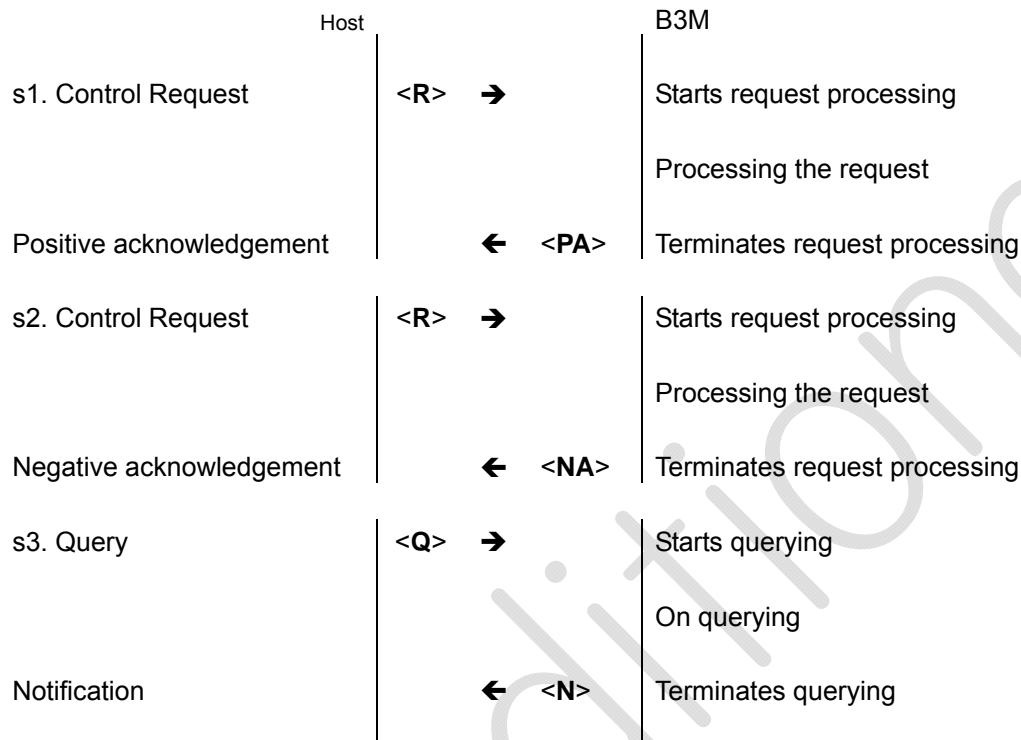 Host B3M
s1. Control Request <R> ➔ Starts request processing
Processing the request
Positive acknowledgement 🡰 <PA> Terminates request processing
s2. Control Request <R> ➔ Starts request processing
Processing the request
Negative acknowledgement 🡰 <NA> Terminates request processing
s3. Query <Q> ➔ Starts querying
On querying
Notification 🡰 <N> Terminates querying